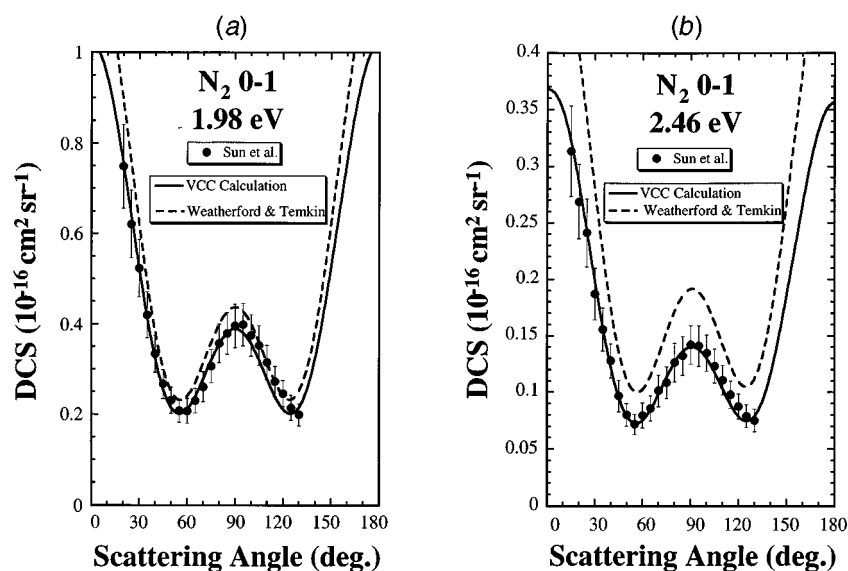 (a)
N2 0-1
1.98 eV
Sun et al.
VCC Calculation
Weatherford & Temkin
DCS (10-16 cm2 sr-1)
1
0.8
0.6
0.4
0.2
0
0 30 60 90 120 150 180
Scattering Angle (deg.)
(b)
N2 0-1
2.46 eV
Sun et al.
VCC Calculation
Weatherford & Temkin
DCS (10-16 cm2 sr-1)
0.4
0.35
0.3
0.25
0.2
0.15
0.1
0.05
0
0 30 60 90 120 150 180
Scattering Angle (deg.)